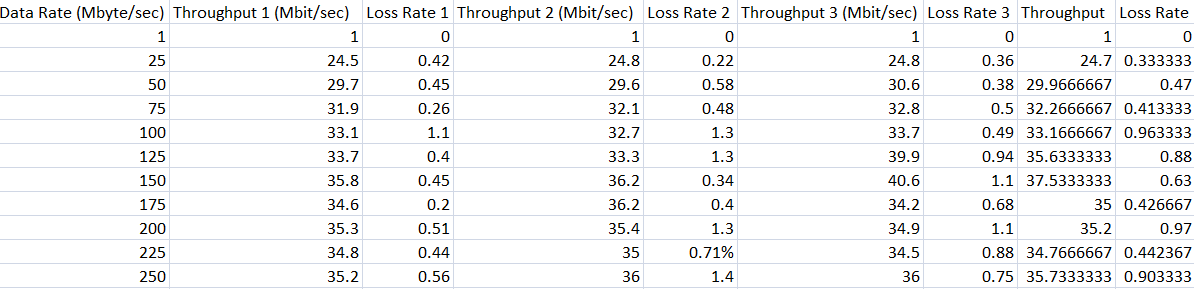 Data Rate (Mbyte/sec) Throughput 1 (Mbit/sec) Loss Rate 1 Throughput 2 (Mbit/sec) Loss Rate 2 Throughput 3 (Mbit/sec) Loss Rate 3 Throughput Loss Rate
1 1 0 1 0 1 0 1 0
25 24.5 0.42 24.8 0.22 24.8 0.36 24.7 0.333333
50 29.7 0.45 29.6 0.58 30.6 0.38 29.9666667 0.47
75 31.9 0.26 32.1 0.48 32.8 0.5 32.2666667 0.413333
100 33.1 1.1 32.7 1.3 33.7 0.49 33.1666667 0.963333
125 33.7 0.4 33.3 1.3 39.9 0.94 35.6333333 0.88
150 35.8 0.45 36.2 0.34 40.6 1.1 37.5333333 0.63
175 34.6 0.2 36.2 0.4 34.2 0.68 35 0.426667
200 35.3 0.51 35.4 1.3 34.9 1.1 35.2 0.97
225 34.8 0.44 35 0.71% 34.5 0.88 34.7666667 0.442367
250 35.2 0.56 36 1.4 36 0.75 35.7333333 0.903333